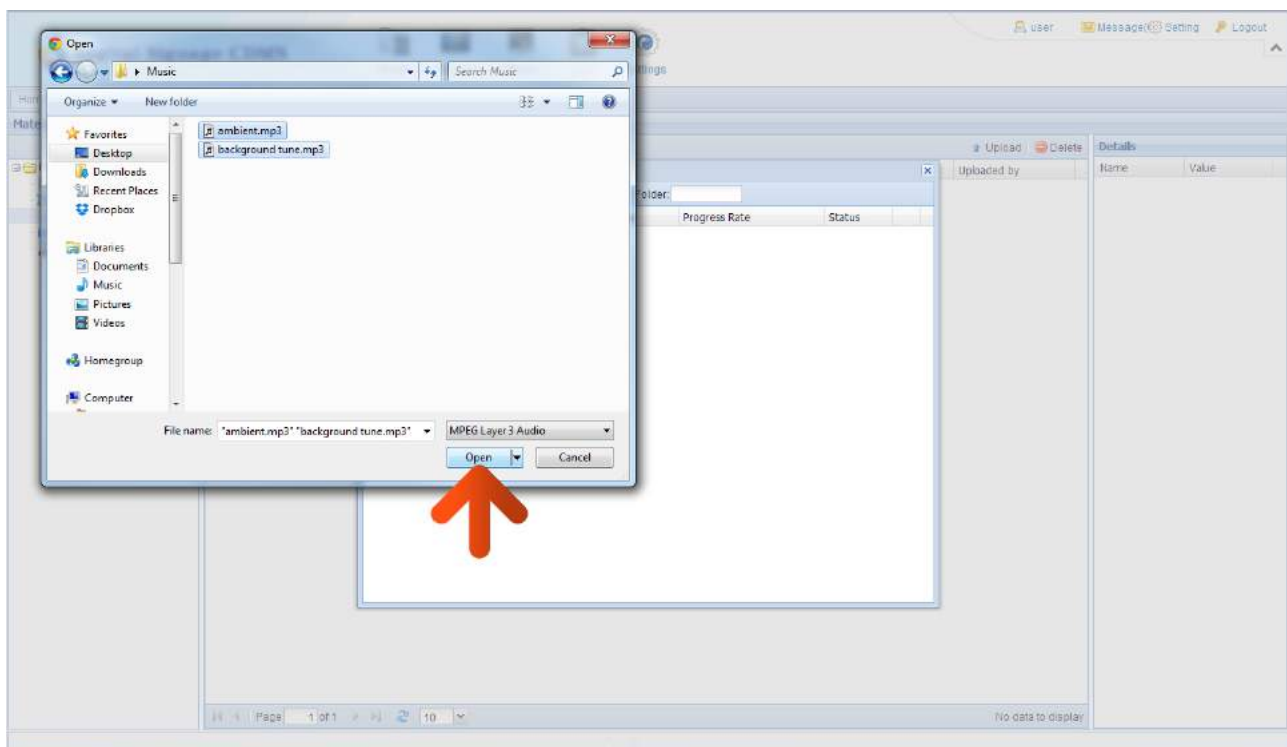 Open
user Message( Setting Logout
Music
Search Music
Organize New folder
Favorites
Desktop
Downloads
Recent Places
Dropbox
Libraries
Documents
Music
Pictures
Videos
Homegroup
Computer
ambient.mp3
background tune.mp3
File name: "ambient.mp3" "background tune.mp3"
MPEG Layer 3 Audio
Open Cancel
Upload Delete
Uploaded by
Details
Name Value
Folder:
Progress Rate Status
Page 1 of 1 10
No data to display